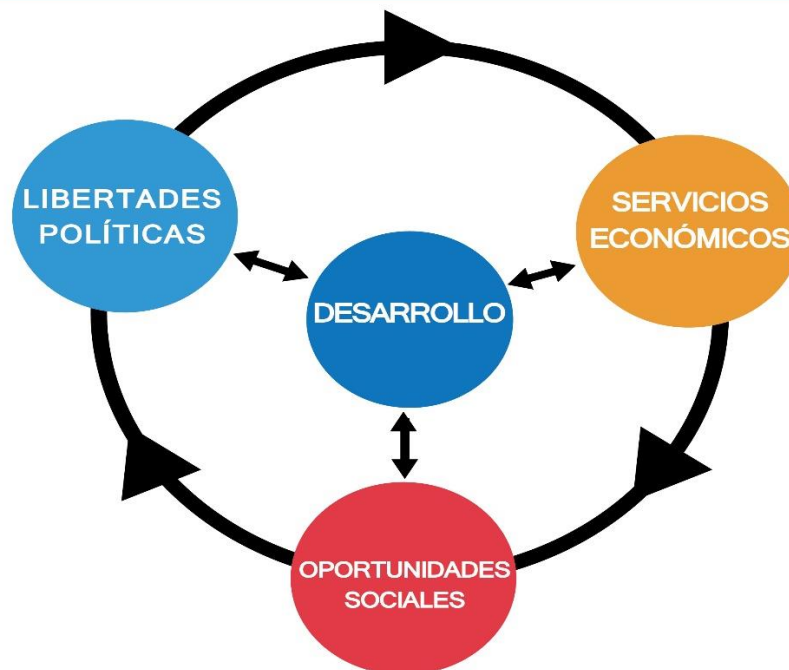 LIBERTADES
POLÍTICAS
SERVICIOS
ECONÓMICOS
DESARROLLO
OPORTUNIDADES
SOCIALES